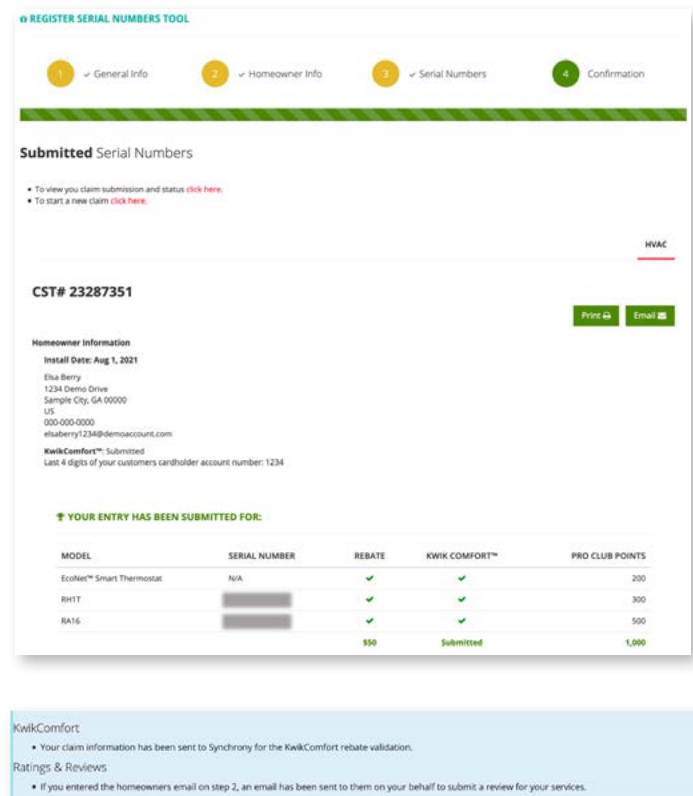 REGISTER SERIAL NUMBERS TOOL
1 ✓ General Info 2 ✓ Homeowner Info 3 ✓ Serial Numbers 4 Confirmation
Submitted Serial Numbers
• To view you claim submission and status click here.
• To start a new claim click here.
HVAC
CST# 23287351
Print Email
Homeowner Information
Install Date: Aug 1, 2021
Elsa Berry
1234 Demo Drive
Sample City, GA 00000
US
000-000-0000
elsaberry1234@demoaccount.com
KwikComfort™: Submitted
Last 4 digits of your customers cardholder account number: 1234
YOUR ENTRY HAS BEEN SUBMITTED FOR:
MODEL SERIAL NUMBER REBATE KWIK COMFORT™ PRO CLUB POINTS
EcoNet™ Smart Thermostat N/A ✔ ✔ 200
RH1T ✔ ✔ 300
RA16 ✔ ✔ 500
$50 Submitted 1,000
KwikComfort
• Your claim information has been sent to Synchrony for the KwikComfort rebate validation.
Ratings & Reviews
• If you entered the homeowners email on step 2, an email has been sent to them on your behalf to submit a review for your services.